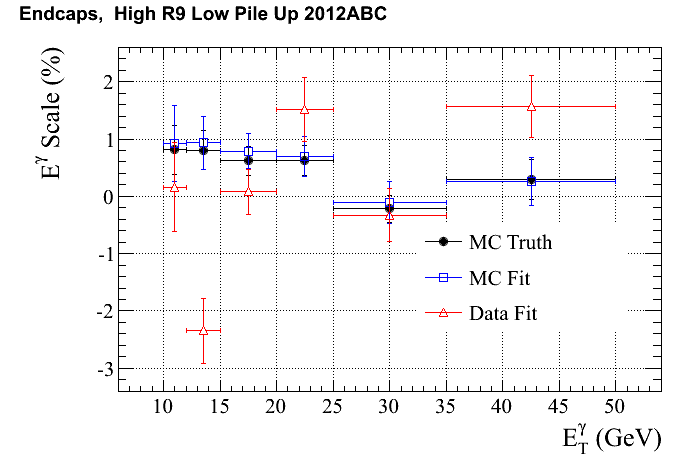 Endcaps,  High R9 Low Pile Up 2012ABC
E^γ Scale (%)
2
1
0
-1
-2
-3
MC Truth
MC Fit
Data Fit
10 15 20 25 30 35 40 45 50
E_T^γ (GeV)